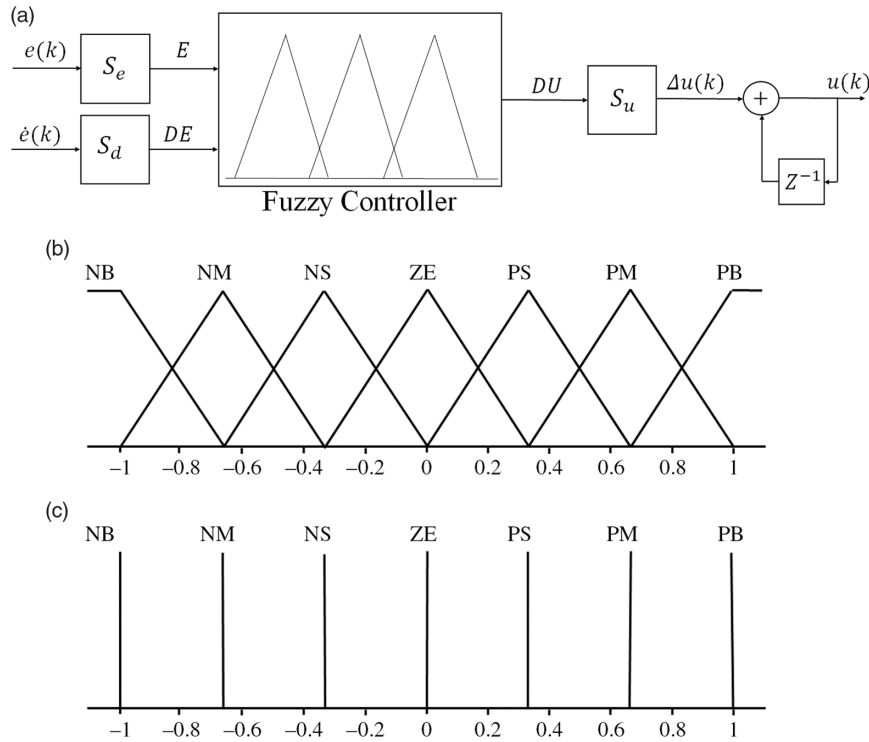 (a)
e(k) S_e E
ė(k) S_d DE
Fuzzy Controller
DU S_u Δu(k) + u(k)
Z⁻¹
(b)
NB NM NS ZE PS PM PB
−1 −0.8 −0.6 −0.4 −0.2 0 0.2 0.4 0.6 0.8 1
(c)
NB NM NS ZE PS PM PB
−1 −0.8 −0.6 −0.4 −0.2 0 0.2 0.4 0.6 0.8 1